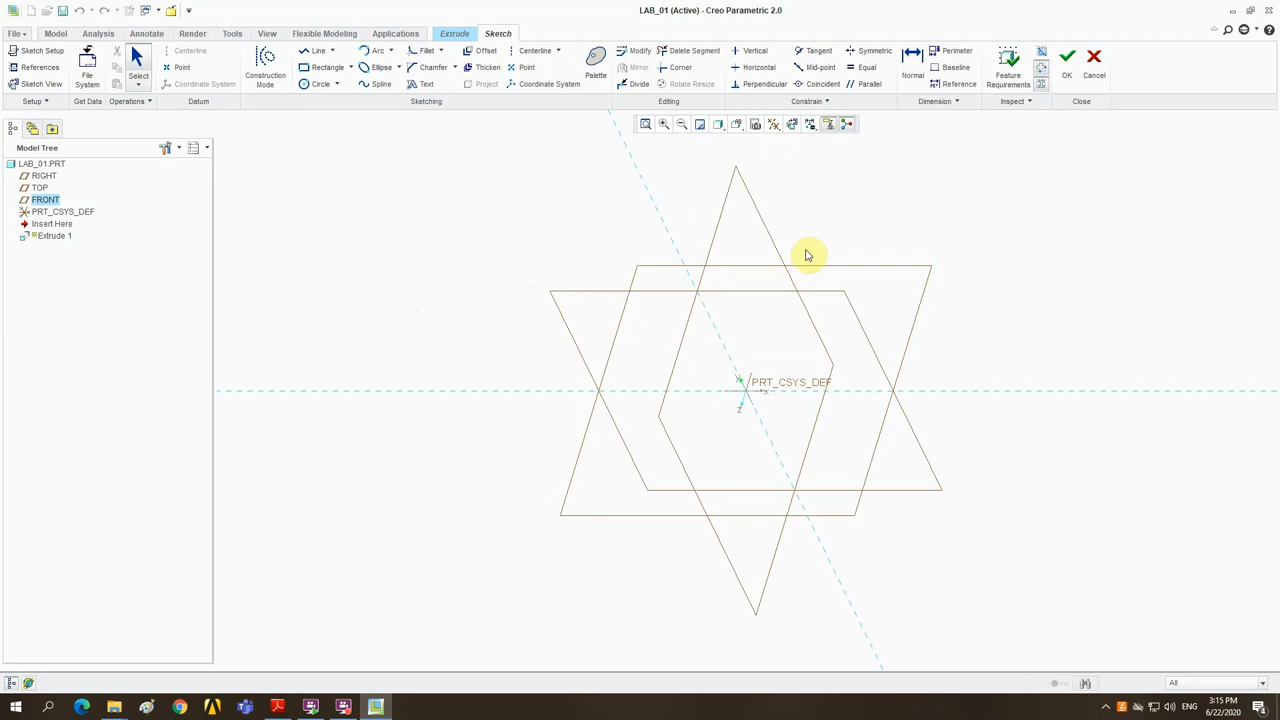 LAB_01 (Active) - Creo Parametric 2.0
File Model Analysis Annotate Render Tools View Flexible Modeling Applications Extrude Sketch
Sketch Setup
References
Sketch View
Setup
File System
Get Data
Select
Operations
Centerline
Point
Coordinate System
Datum
Construction Mode
Line Arc Fillet Offset Centerline
Rectangle Ellipse Chamfer Thicken Point
Circle Spline Text Project Coordinate System
Palette
Sketching
Modify Delete Segment
Mirror Corner
Divide Rotate Resize
Editing
Vertical Tangent Symmetric
Horizontal Mid-point Equal
Perpendicular Coincident Parallel
Constrain
Normal
Perimeter
Baseline
Reference
Dimension
Feature Requirements
Inspect
OK
Cancel
Close
Model Tree
LAB_01.PRT
RIGHT
TOP
FRONT
PRT_CSYS_DEF
Insert Here
Extrude 1
Y PRT_CSYS_DEF
X
Z
All
ENG
3:15 PM
6/22/2020
4